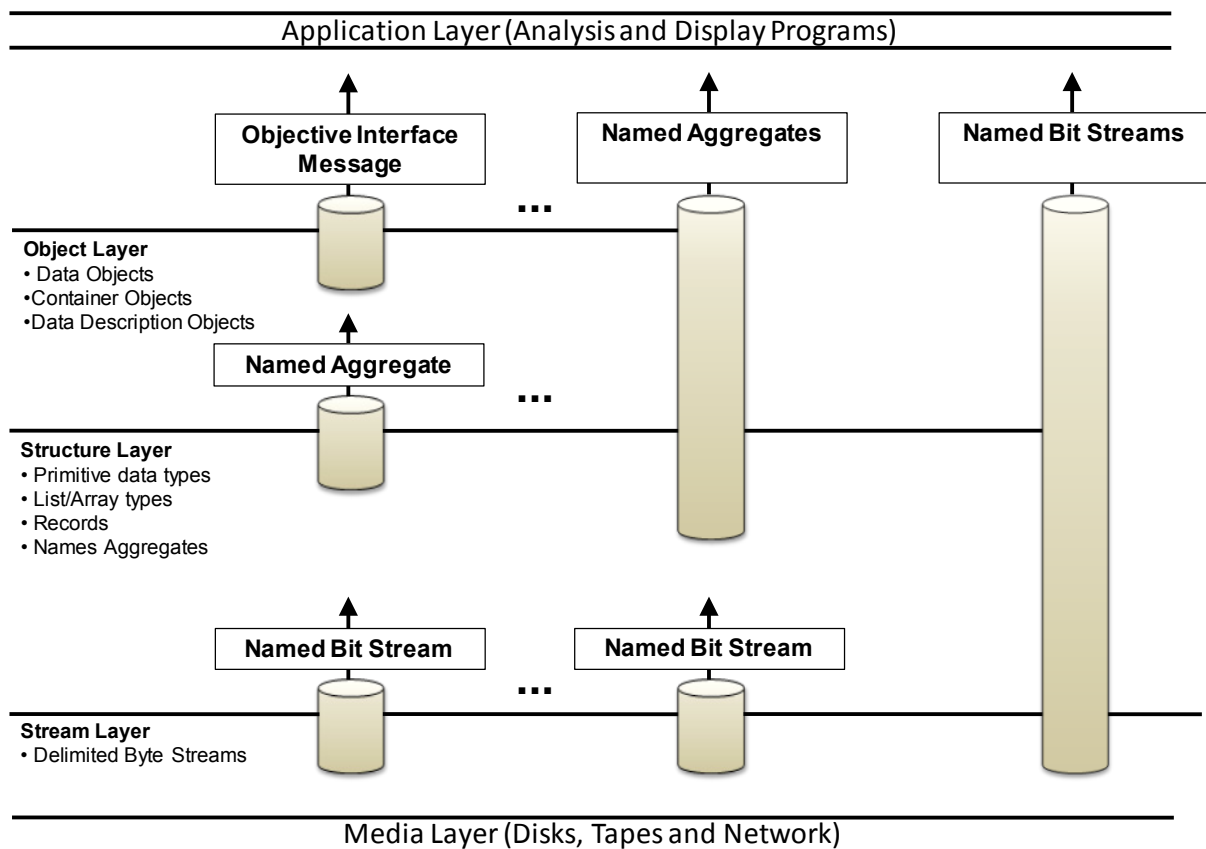 Application Layer (Analysis and Display Programs)
Objective Interface
Message
Named Aggregates
Named Bit Streams
...
Object Layer
• Data Objects
•Container Objects
•Data Description Objects
Named Aggregate
...
Structure Layer
• Primitive data types
• List/Array types
• Records
• Names Aggregates
Named Bit Stream
Named Bit Stream
...
Stream Layer
• Delimited Byte Streams
Media Layer (Disks, Tapes and Network)